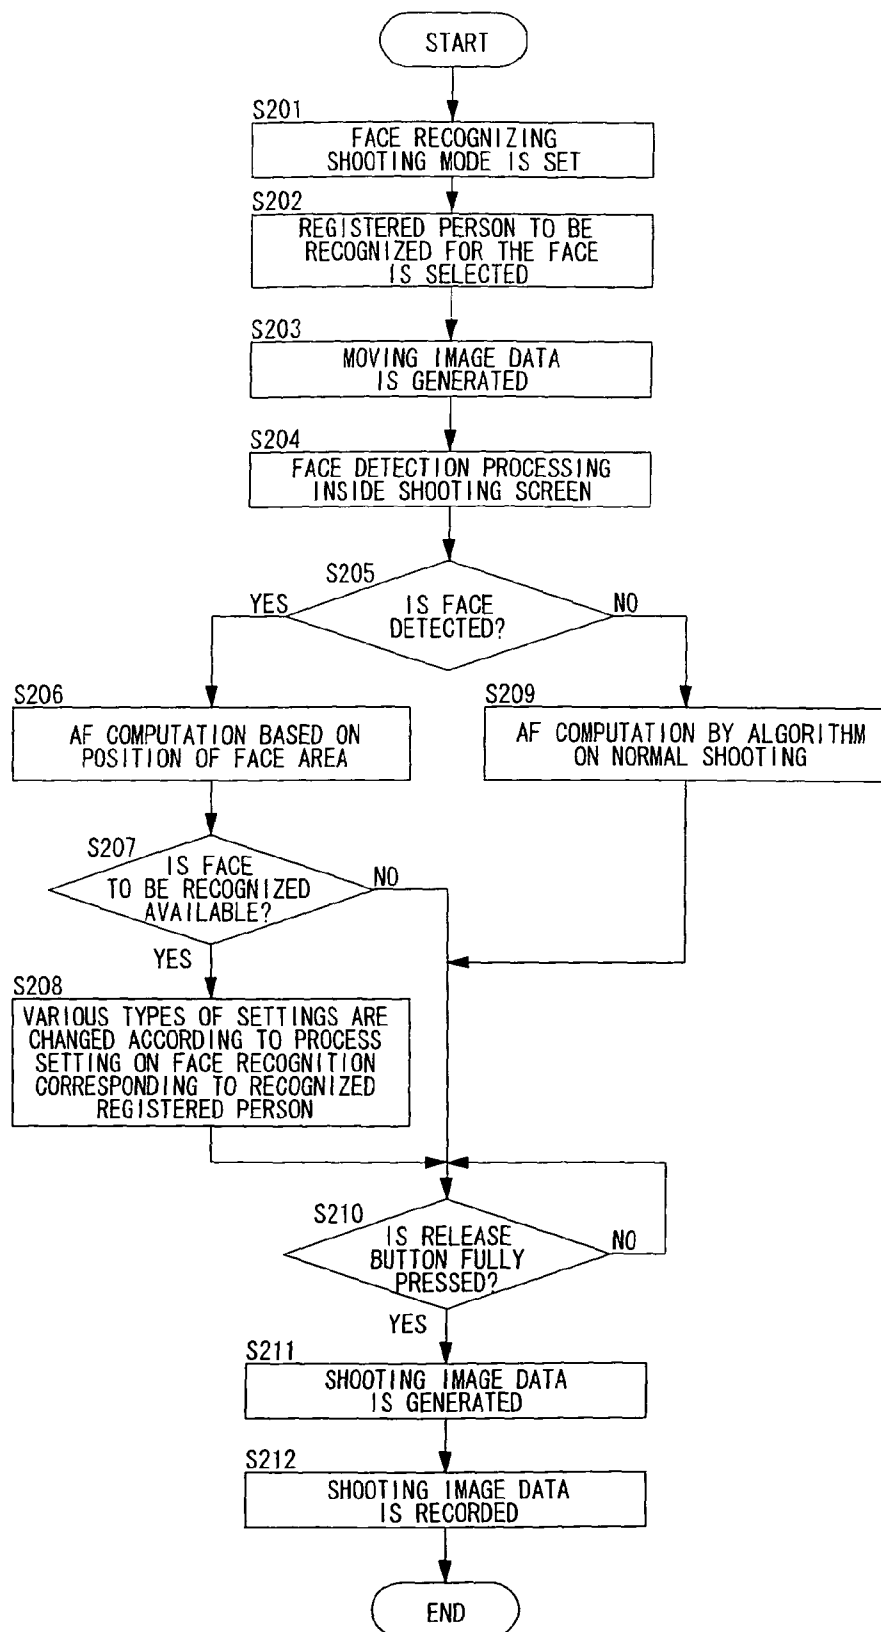 START
S201
FACE RECOGNIZING
SHOOTING MODE IS SET
S202
REGISTERED PERSON TO BE
RECOGNIZED FOR THE FACE
IS SELECTED
S203
MOVING IMAGE DATA
IS GENERATED
S204
FACE DETECTION PROCESSING
INSIDE SHOOTING SCREEN
S205
YES
IS FACE
DETECTED?
NO
S206
AF COMPUTATION BASED ON
POSITION OF FACE AREA
S209
AF COMPUTATION BY ALGORITHM
ON NORMAL SHOOTING
S207
IS FACE
TO BE RECOGNIZED
AVAILABLE?
NO
YES
S208
VARIOUS TYPES OF SETTINGS ARE
CHANGED ACCORDING TO PROCESS
SETTING ON FACE RECOGNITION
CORRESPONDING TO RECOGNIZED
REGISTERED PERSON
S210
IS RELEASE
BUTTON FULLY
PRESSED?
NO
YES
S211
SHOOTING IMAGE DATA
IS GENERATED
S212
SHOOTING IMAGE DATA
IS RECORDED
END